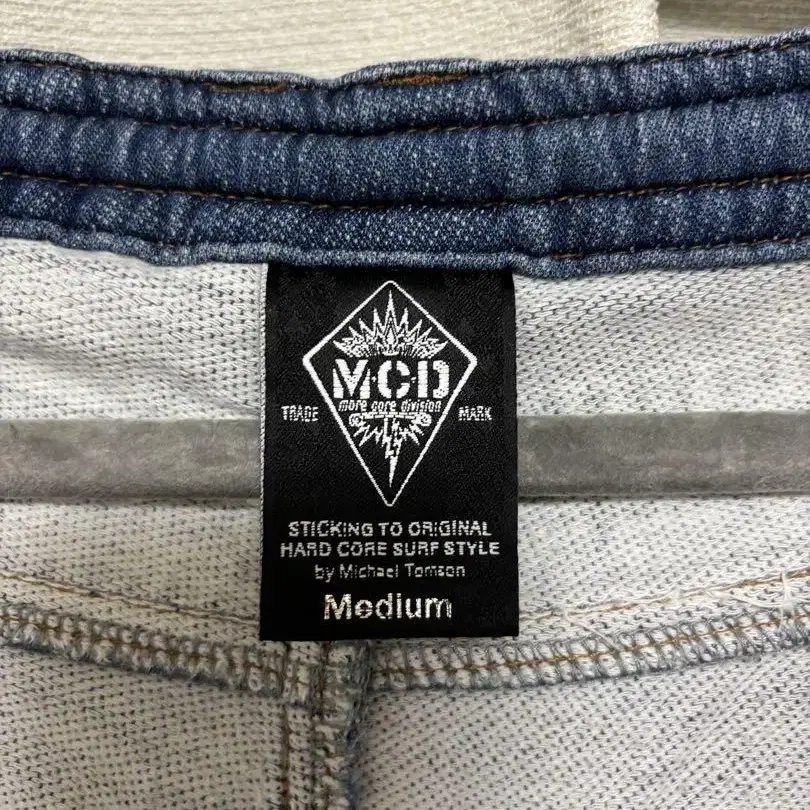 M·C·D
more core division
TRADE MARK
STICKING TO ORIGINAL
HARD CORE SURF STYLE
by Michael Tomson
Medium